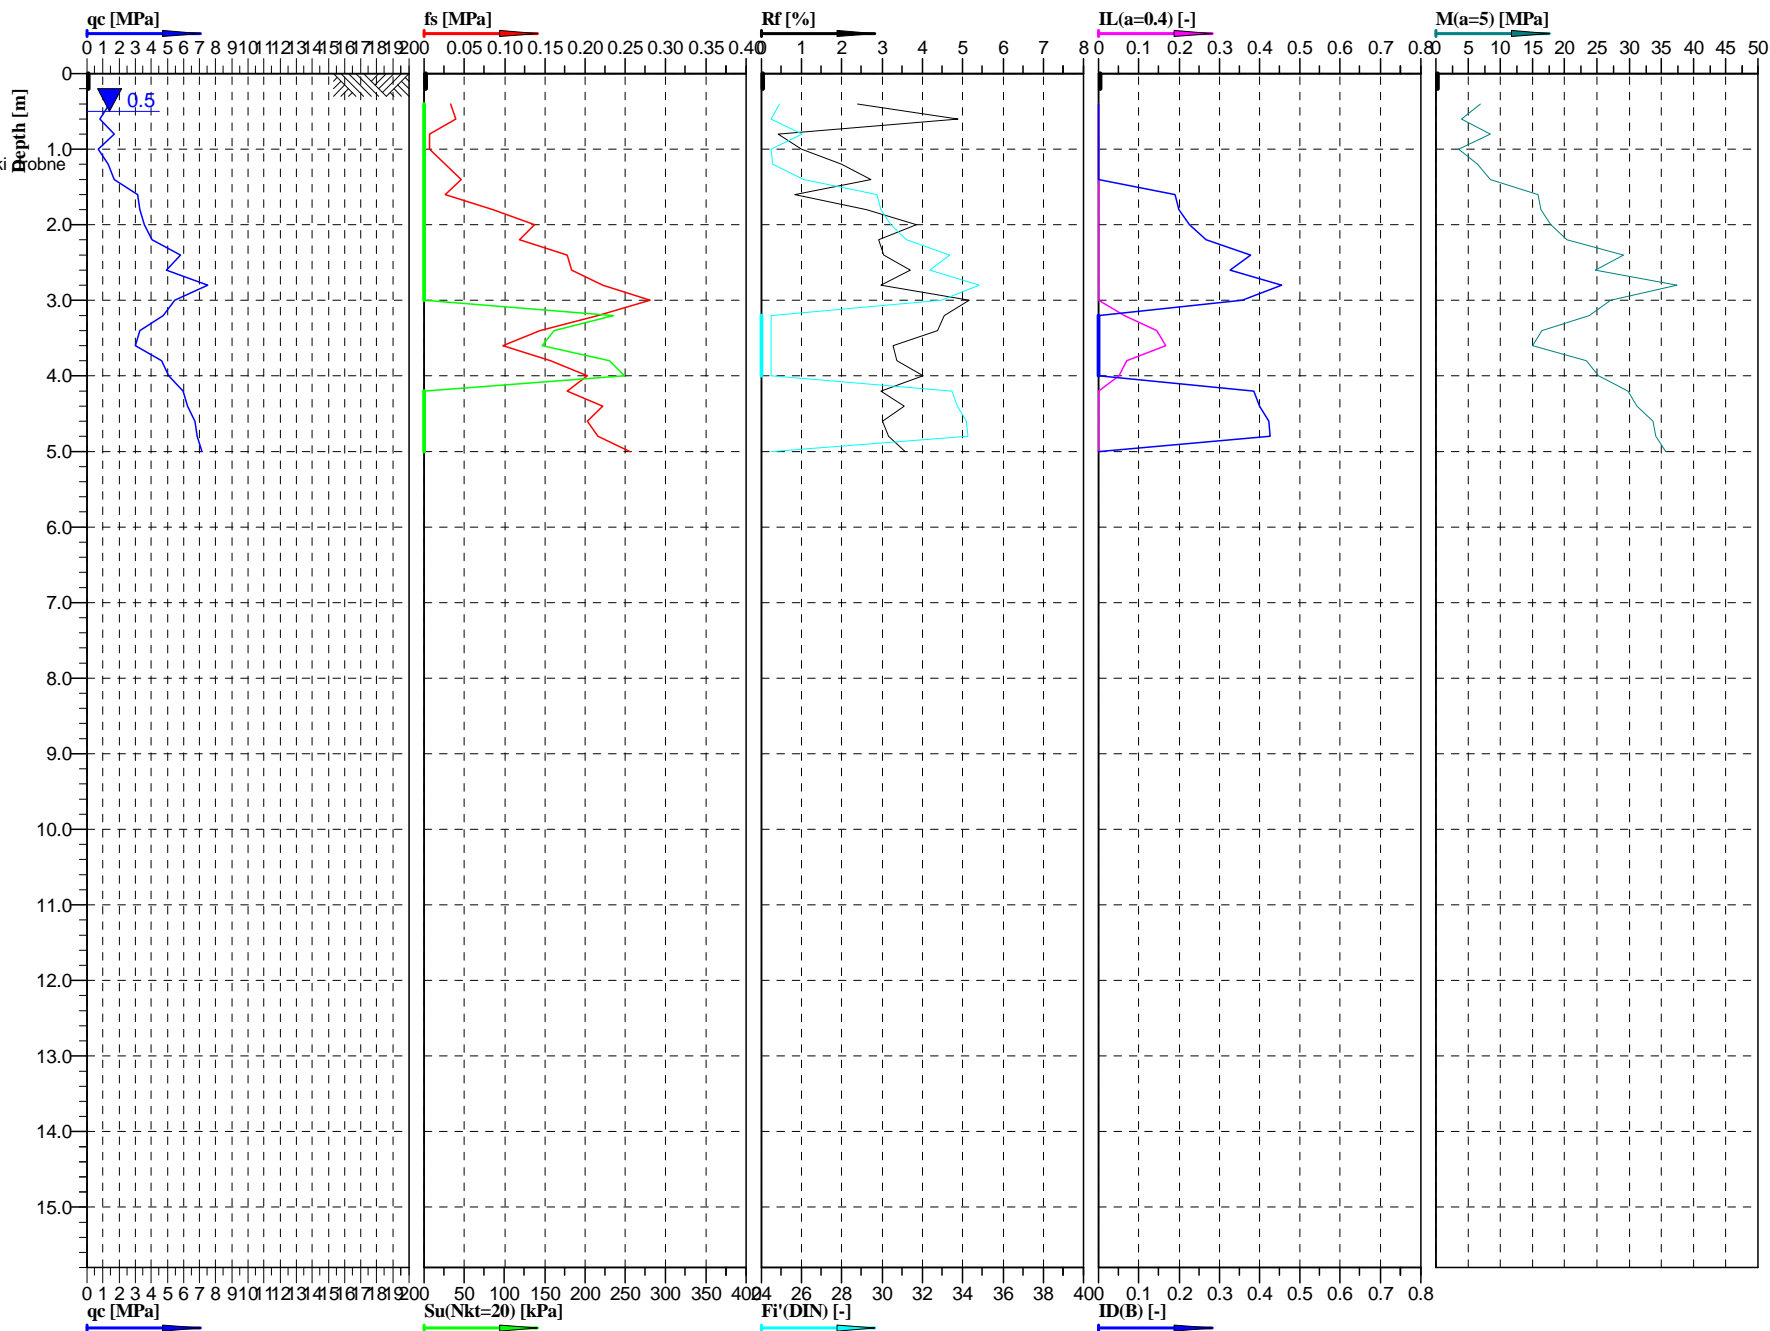 qc [MPa] fs [MPa] Rf [%] IL(a=0.4) [-] M(a=5) [MPa]
0 1 2 3 4 5 6 7 8 9 10 11 12 13 14 15 16 17 18 19 20
0 0.05 0.10 0.15 0.20 0.25 0.30 0.35 0.40
0 1 2 3 4 5 6 7 8
0 0.1 0.2 0.3 0.4 0.5 0.6 0.7 0.8
0 5 10 15 20 25 30 35 40 45 50
0
0.5
Depth [m]
ki drobne
1.0
2.0
3.0
4.0
5.0
6.0
7.0
8.0
9.0
10.0
11.0
12.0
13.0
14.0
15.0
0 1 2 3 4 5 6 7 8 9 10 11 12 13 14 15 16 17 18 19 20
0 50 100 150 200 250 300 350 400
24 26 28 30 32 34 36 38 40
0 0.1 0.2 0.3 0.4 0.5 0.6 0.7 0.8
qc [MPa] Su(Nkt=20) [kPa] Fi'(DIN) [-] ID(B) [-]